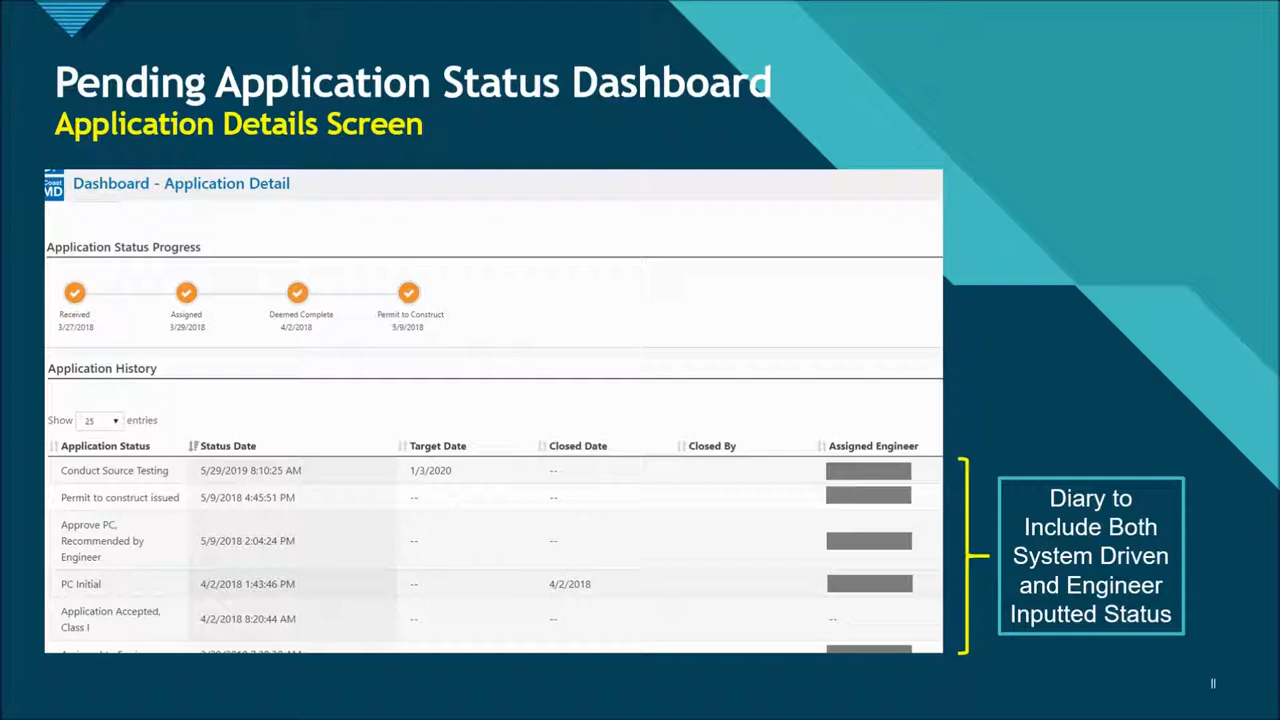 Pending Application Status Dashboard
Application Details Screen
Coast
MD
Dashboard - Application Detail
Application Status Progress
Received
3/27/2018
Assigned
3/29/2018
Deemed Complete
4/2/2018
Permit to Construct
5/9/2018
Application History
Show 25 entries
Application Status Status Date Target Date Closed Date Closed By Assigned Engineer
Conduct Source Testing 5/29/2019 8:10:25 AM 1/3/2020 --
Permit to construct issued 5/9/2018 4:45:51 PM -- --
Approve PC,
Recommended by
Engineer
5/9/2018 2:04:24 PM -- --
PC Initial 4/2/2018 1:43:46 PM -- 4/2/2018
Application Accepted,
Class I
4/2/2018 8:20:44 AM -- -- --
Diary to
Include Both
System Driven
and Engineer
Inputted Status
11